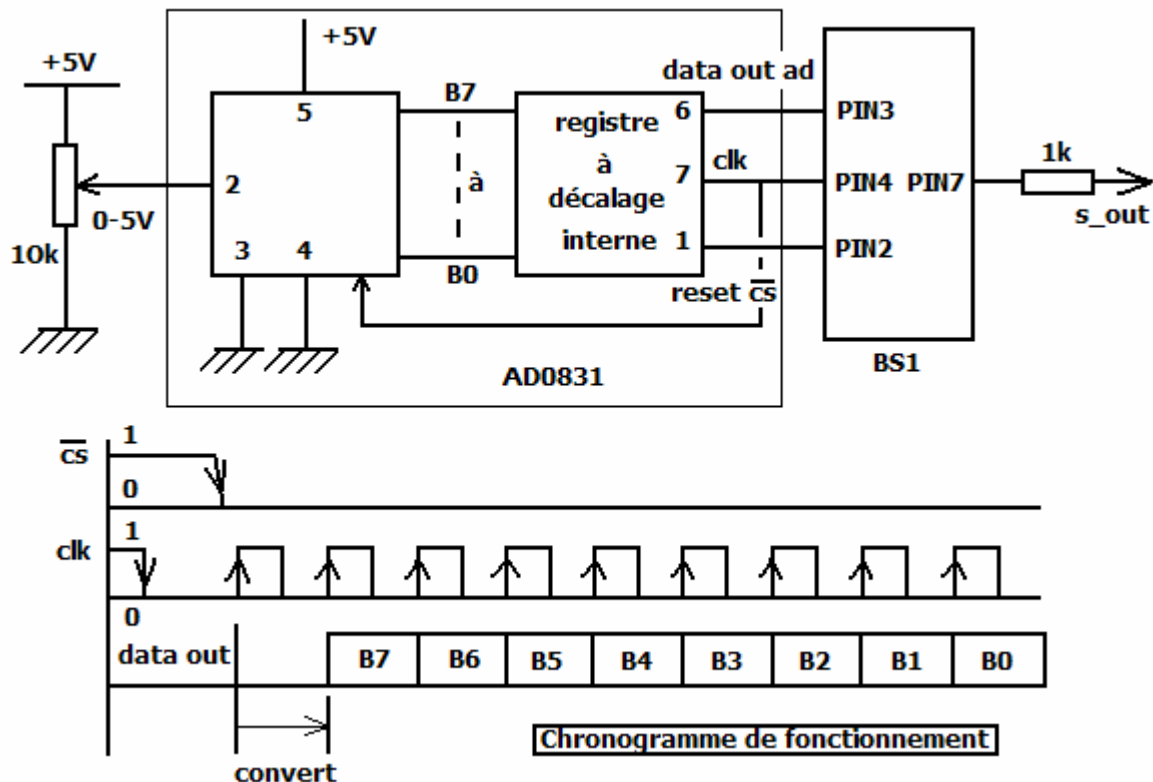 +5V
+5V
10k
0-5V
2
5
3
4
B7
à
B0
registre
à
décalage
interne
6
7
1
data out ad
clk
reset cs
AD0831
PIN3
PIN4
PIN7
PIN2
BS1
1k
s_out
cs
1
0
clk
1
0
data out
B7
B6
B5
B4
B3
B2
B1
B0
convert
Chronogramme de fonctionnement